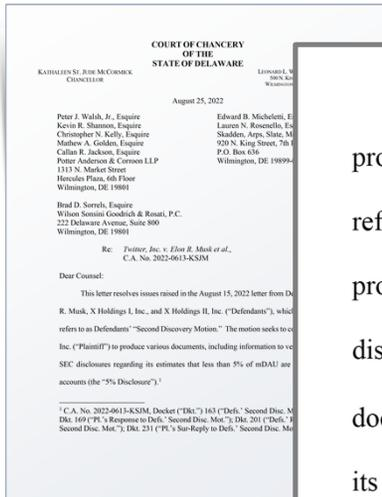 COURT OF CHANCERY
OF THE
STATE OF DELAWARE
KATHALEEN ST. JUDE MCCORMICK
CHANCELLOR
LEONARD L. W
500 N. KIN
WILMINGTON
August 25, 2022
Peter J. Walsh, Jr., Esquire
Kevin R. Shannon, Esquire
Christopher N. Kelly, Esquire
Mathew A. Golden, Esquire
Callan R. Jackson, Esquire
Potter Anderson & Corroon LLP
1313 N. Market Street
Hercules Plaza, 6th Floor
Wilmington, DE 19801
Edward B. Micheletti, E
Lauren N. Rosenello, Es
Skadden, Arps, Slate, M
920 N. King Street, 7th F
P.O. Box 636
Wilmington, DE 19899-
Brad D. Sorrels, Esquire
Wilson Sonsini Goodrich & Rosati, P.C.
222 Delaware Avenue, Suite 800
Wilmington, DE 19801
Re: Twitter, Inc. v. Elon R. Musk et al.,
C.A. No. 2022-0613-KSJM
Dear Counsel:
This letter resolves issues raised in the August 15, 2022 letter from De
R. Musk, X Holdings I, Inc., and X Holdings II, Inc. (“Defendants”), whic
refers to as Defendants’ “Second Discovery Motion.” The motion seeks to co
Inc. (“Plaintiff”) to produce various documents, including information to ve
SEC disclosures regarding its estimates that less than 5% of mDAU are
accounts (the “5% Disclosure”).1
1 C.A. No. 2022-0613-KSJM, Docket (“Dkt.”) 163 (“Defs.’ Second Disc. M
Dkt. 169 (“Pl.’s Response to Defs.’ Second Disc. Mot.”); Dkt. 201 (“Defs.’ R
Second Disc. Mot.”); Dkt. 231 (“Pl.’s Sur-Reply to Defs.’ Second Disc. Mot
pro
ref
pro
dis
doc
its